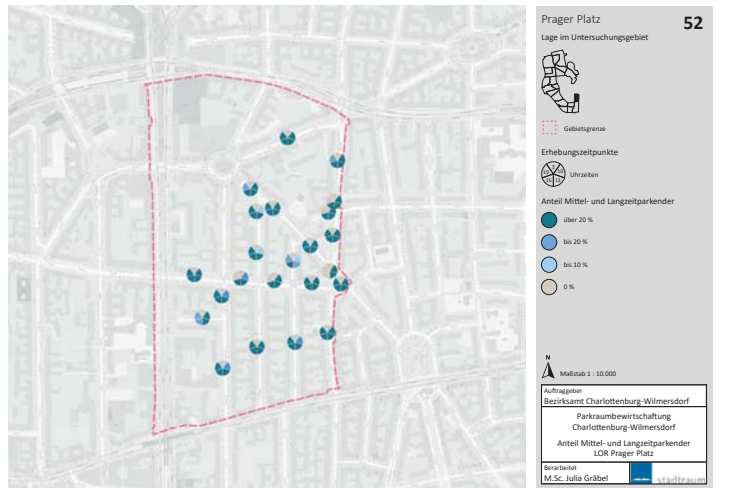 Prager Platz
52
Lage im Untersuchungsgebiet
Gebietsgrenze
Erhebungszeitpunkte
Uhrzeiten
Anteil Mittel- und Langzeitparkender
über 20 %
bis 20 %
bis 10 %
0 %
N
Maßstab 1 : 10.000
Auftraggeber
Bezirksamt Charlottenburg-Wilmersdorf
Parkraumbewirtschaftung
Charlottenburg-Wilmersdorf
Anteil Mittel- und Langzeitparkender
LOR Prager Platz
Berarbeitet
M.Sc. Julia Gräbel
stadtraum